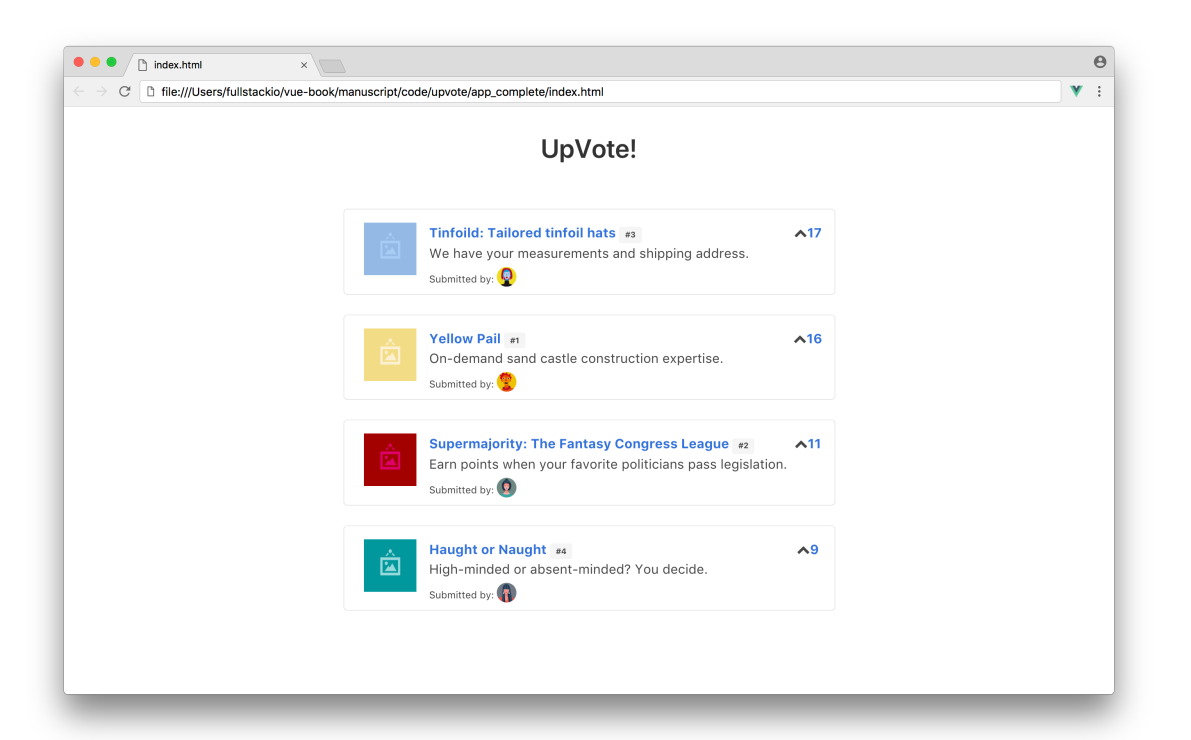 index.html
file:///Users/fullstackio/vue-book/manuscript/code/upvote/app_complete/index.html
UpVote!
Tinfoild: Tailored tinfoil hats #3 17
We have your measurements and shipping address.
Submitted by:
Yellow Pail #1 16
On-demand sand castle construction expertise.
Submitted by:
Supermajority: The Fantasy Congress League #2 11
Earn points when your favorite politicians pass legislation.
Submitted by:
Haught or Naught #4 9
High-minded or absent-minded? You decide.
Submitted by: